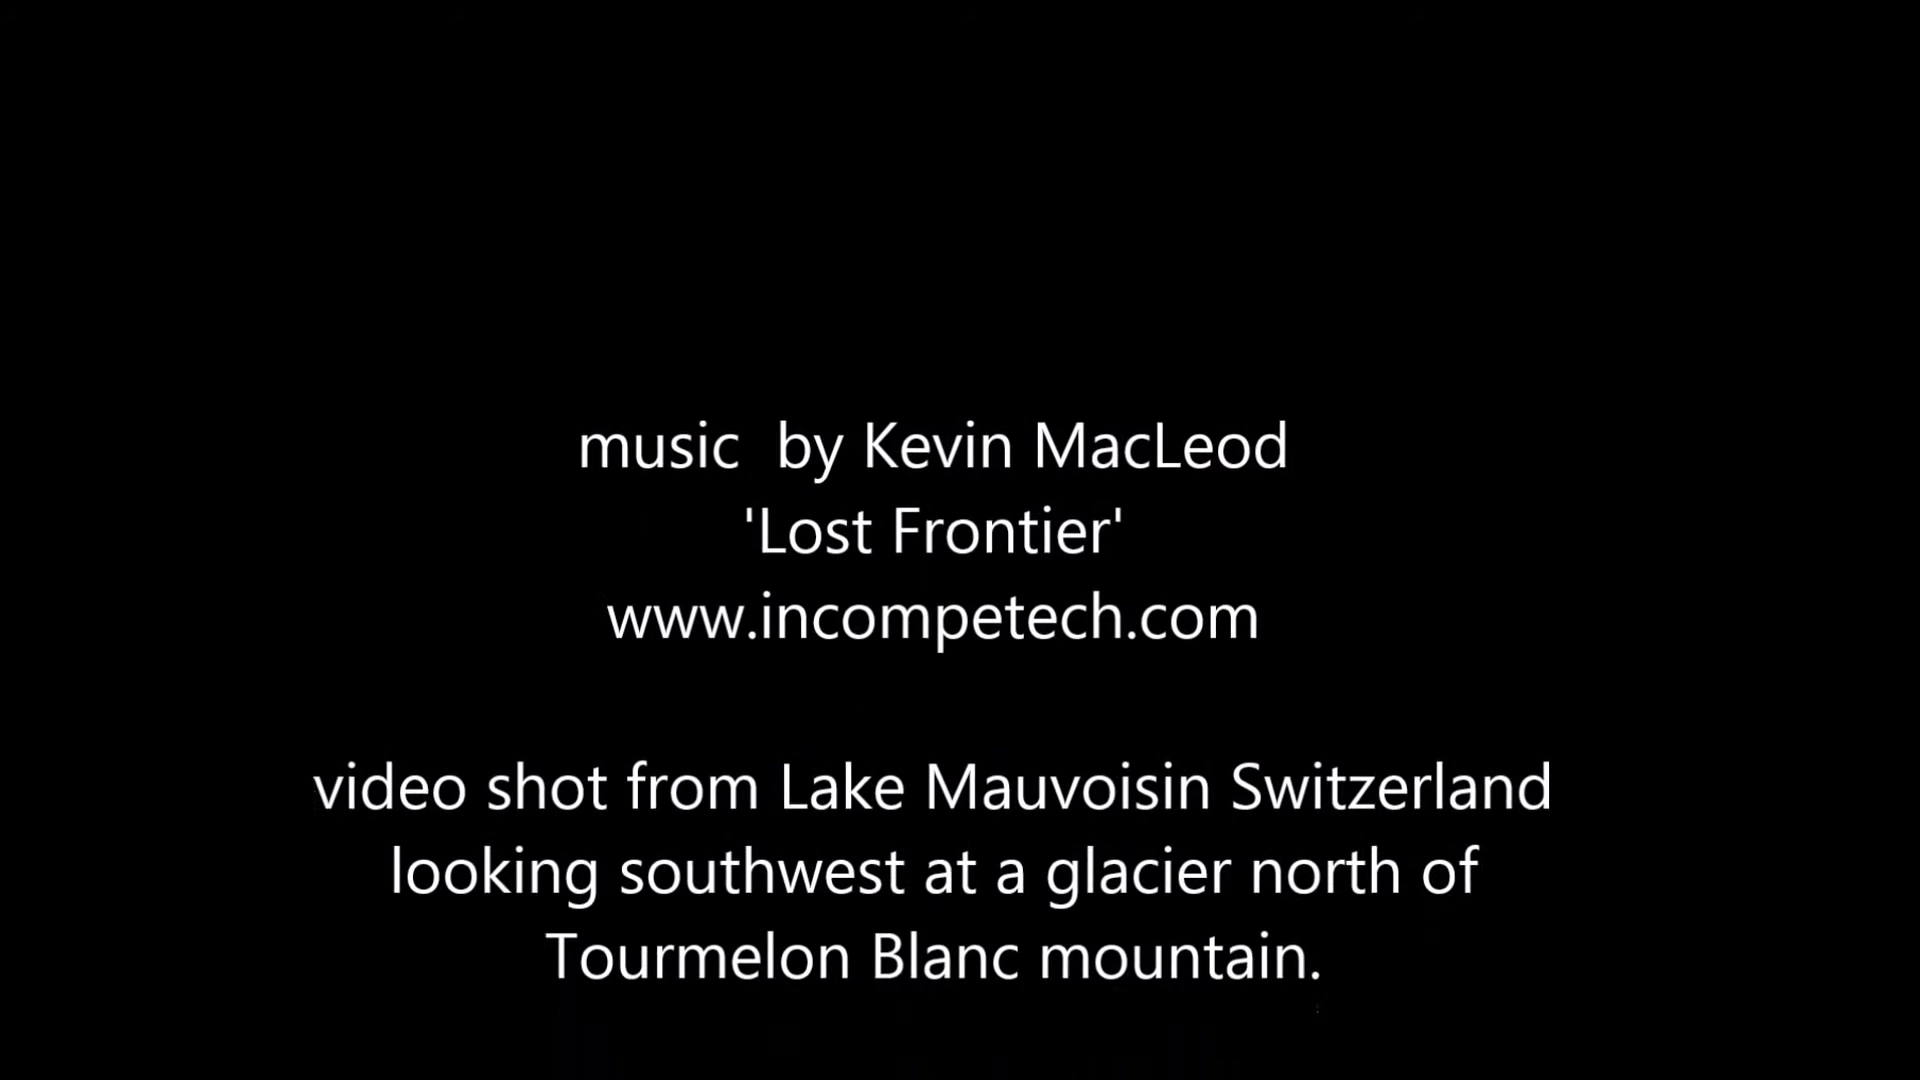 music  by Kevin MacLeod
'Lost Frontier'
www.incompetech.com
video shot from Lake Mauvoisin Switzerland
looking southwest at a glacier north of
Tourmelon Blanc mountain.